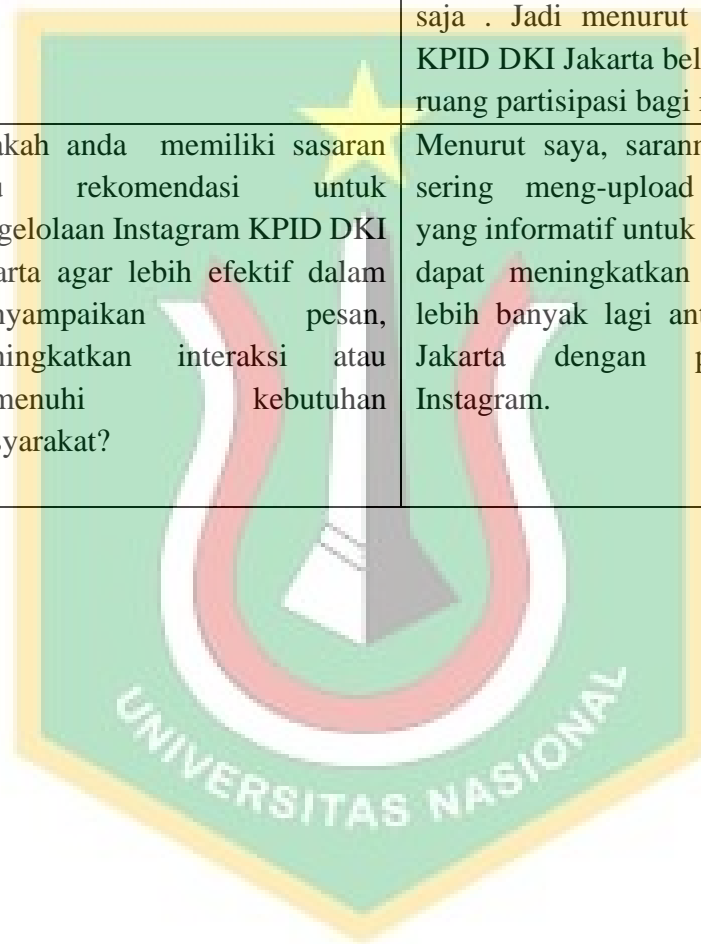 saja . Jadi menurut
KPID DKI Jakarta bel
ruang partisipasi bagi
akah anda memiliki sasaran
u rekomendasi untuk
gelolaan Instagram KPID DKI
arta agar lebih efektif dalam
nyampaikan pesan,
ningkatkan interaksi atau
menuhi kebutuhan
syarakat?
Menurut saya, sarann
sering meng-upload
yang informatif untuk
dapat meningkatkan
lebih banyak lagi ant
Jakarta dengan p
Instagram.
UNIVERSITAS NASIONAL